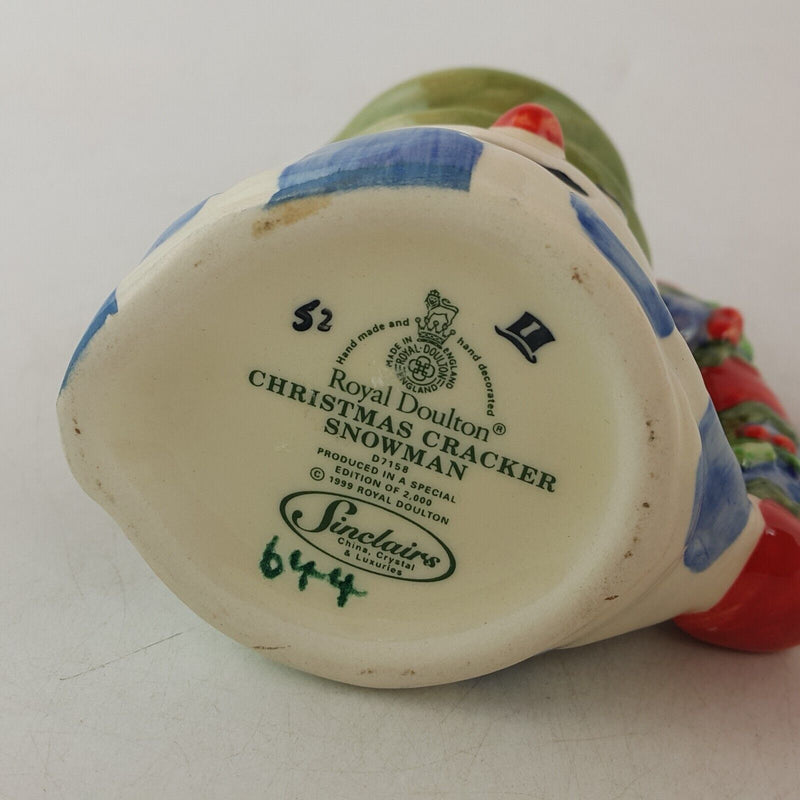 52
1
Hand made and hand decorated
MADE IN ENGLAND
ROYAL·DOULTON
ENGLAND
Royal Doulton®
CHRISTMAS CRACKER
SNOWMAN
D7158
PRODUCED IN A SPECIAL
EDITION OF 2,000
© 1999 ROYAL DOULTON
Sinclairs
China, Crystal
& Luxuries
644